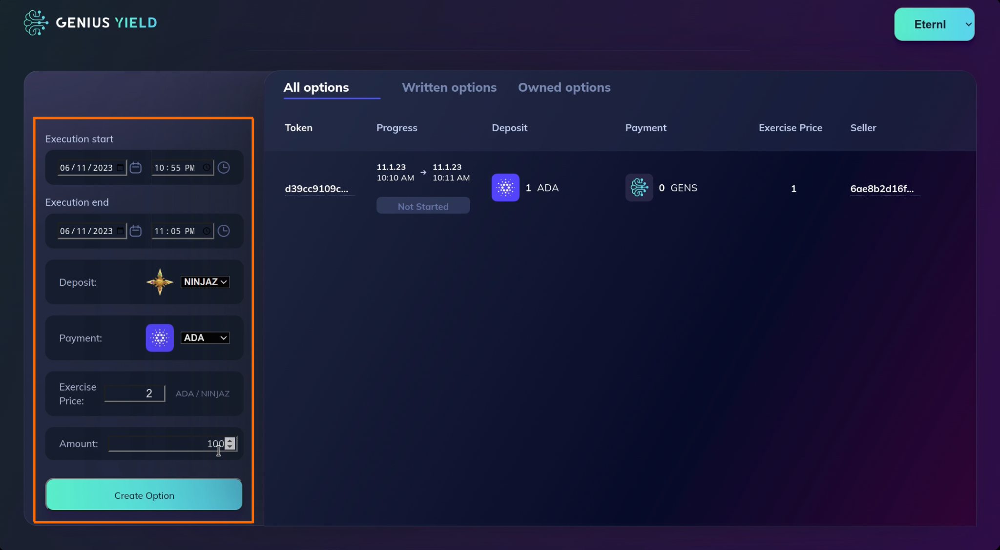 GENIUS YIELD
Eternl
Execution start
06/11/2023 10:55 PM
Execution end
06/11/2023 11:05 PM
Deposit: NINJAZ
Payment: ADA
Exercise
Price: 2 ADA / NINJAZ
Amount: 100
Create Option
All options Written options Owned options
Token Progress Deposit Payment Exercise Price Seller
11.1.23 → 11.1.23
10:10 AM 10:11 AM
d39cc9109c... 1 ADA 0 GENS 1 6ae8b2d16f...
Not Started